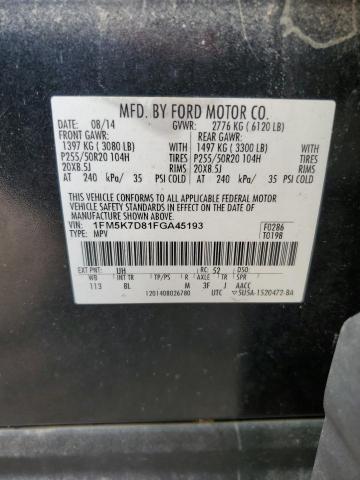 MFD. BY FORD MOTOR CO.
DATE: 08/14 GVWR: 2776 KG ( 6120 LB)
FRONT GAWR: REAR GAWR:
1397 KG ( 3080 LB) WITH 1497 KG ( 3300 LB) WITH
P255/50R20 104H TIRES P255/50R20 104H TIRES
20X8.5J RIMS 20X8.5J RIMS
AT 240 kPa/ 35 PSI COLD AT 240 kPa/ 35 PSI COLD
THIS VEHICLE CONFORMS TO ALL APPLICABLE FEDERAL MOTOR
VEHICLE SAFETY AND BUMPER STANDARDS IN EFFECT ON THE DATE
OF MANUFACTURE SHOWN ABOVE.
VIN: 1FM5K7D81FGA45193 F0286
TYPE: MPV T0198
EXT PNT: UH RC: 52 DSO:
WB INT TR TP/PS R AXLE TR SPR
113 8L M 3F J AACC
1201408026780 UTC 5U5A-1520472-BA